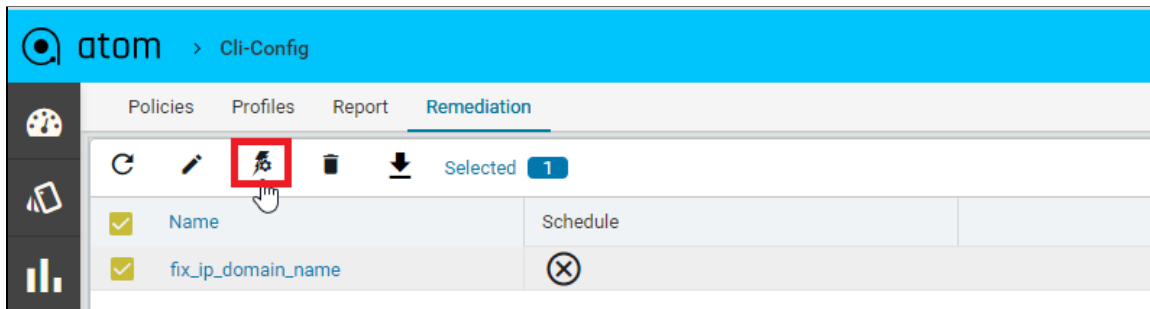 atom > Cli-Config
Policies Profiles Report Remediation
Selected 1
Name Schedule
fix_ip_domain_name